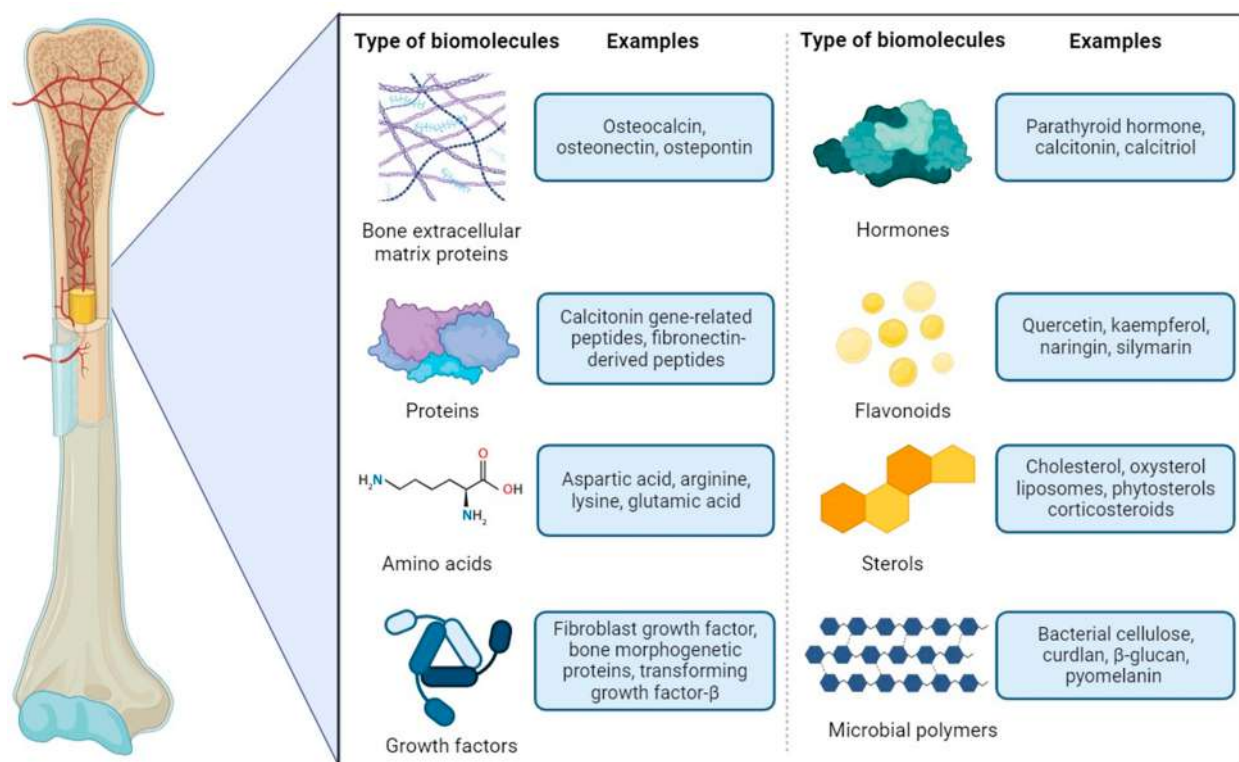 Type of biomolecules
Examples
Osteocalcin,
osteonectin, ostepontin
Bone extracellular
matrix proteins
Calcitonin gene-related
peptides, fibronectin-
derived peptides
Proteins
H₂N
O
OH
NH₂
Aspartic acid, arginine,
lysine, glutamic acid
Amino acids
Fibroblast growth factor,
bone morphogenetic
proteins, transforming
growth factor-β
Growth factors
Type of biomolecules
Examples
Parathyroid hormone,
calcitonin, calcitriol
Hormones
Quercetin, kaempferol,
naringin, silymarin
Flavonoids
Cholesterol, oxysterol
liposomes, phytosterols
corticosteroids
Sterols
Bacterial cellulose,
curdlan, β-glucan,
pyomelanin
Microbial polymers